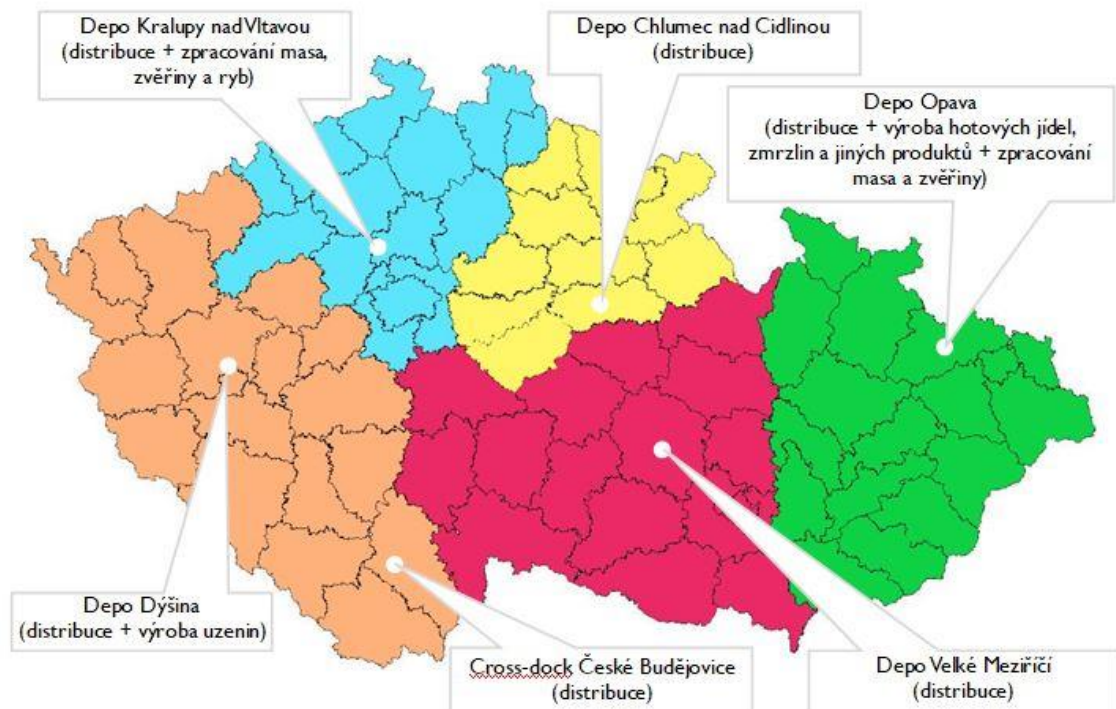 Depo Kralupy nad Vltavou
(distribuce + zpracování masa,
zvěřiny a ryb)
Depo Chlumec nad Cidlinou
(distribuce)
Depo Opava
(distribuce + výroba hotových jídel,
zmrzlin a jiných produktů + zpracování
masa a zvěřiny)
Depo Dýšina
(distribuce + výroba uzenin)
Cross-dock České Budějovice
(distribuce)
Depo Velké Meziříčí
(distribuce)